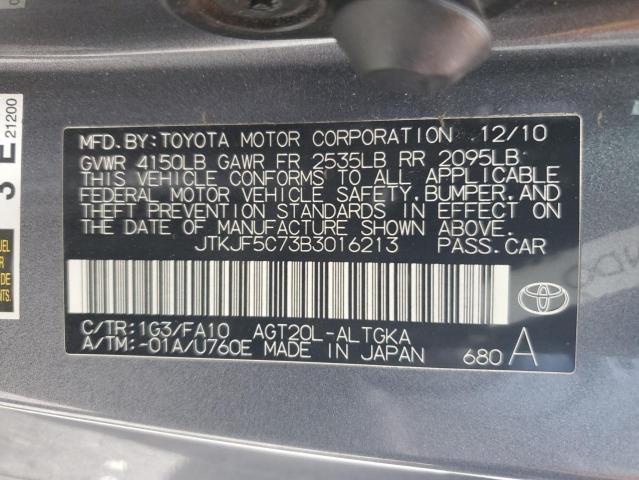 MFD.BY:TOYOTA MOTOR CORPORATION 12/10
GVWR 4150LB GAWR FR 2535LB RR 2095LB
THIS VEHICLE CONFORMS TO ALL APPLICABLE
FEDERAL MOTOR VEHICLE SAFETY, BUMPER, AND
THEFT PREVENTION STANDARDS IN EFFECT ON
THE DATE OF MANUFACTURE SHOWN ABOVE.
JTKJF5C73B3016213 PASS.CAR
C/TR:1G3/FA10 AGT20L-ALTGKA
A/TM:-01A/U760E MADE IN JAPAN 680 A
3 E
21200